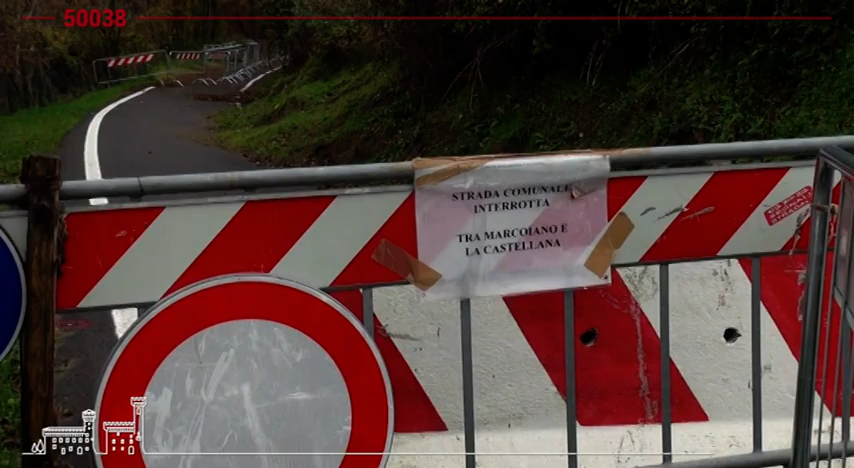 50038
STRADA COMUNALE
INTERROTTA
TRA MARCOIANO E
LA CASTELLANA